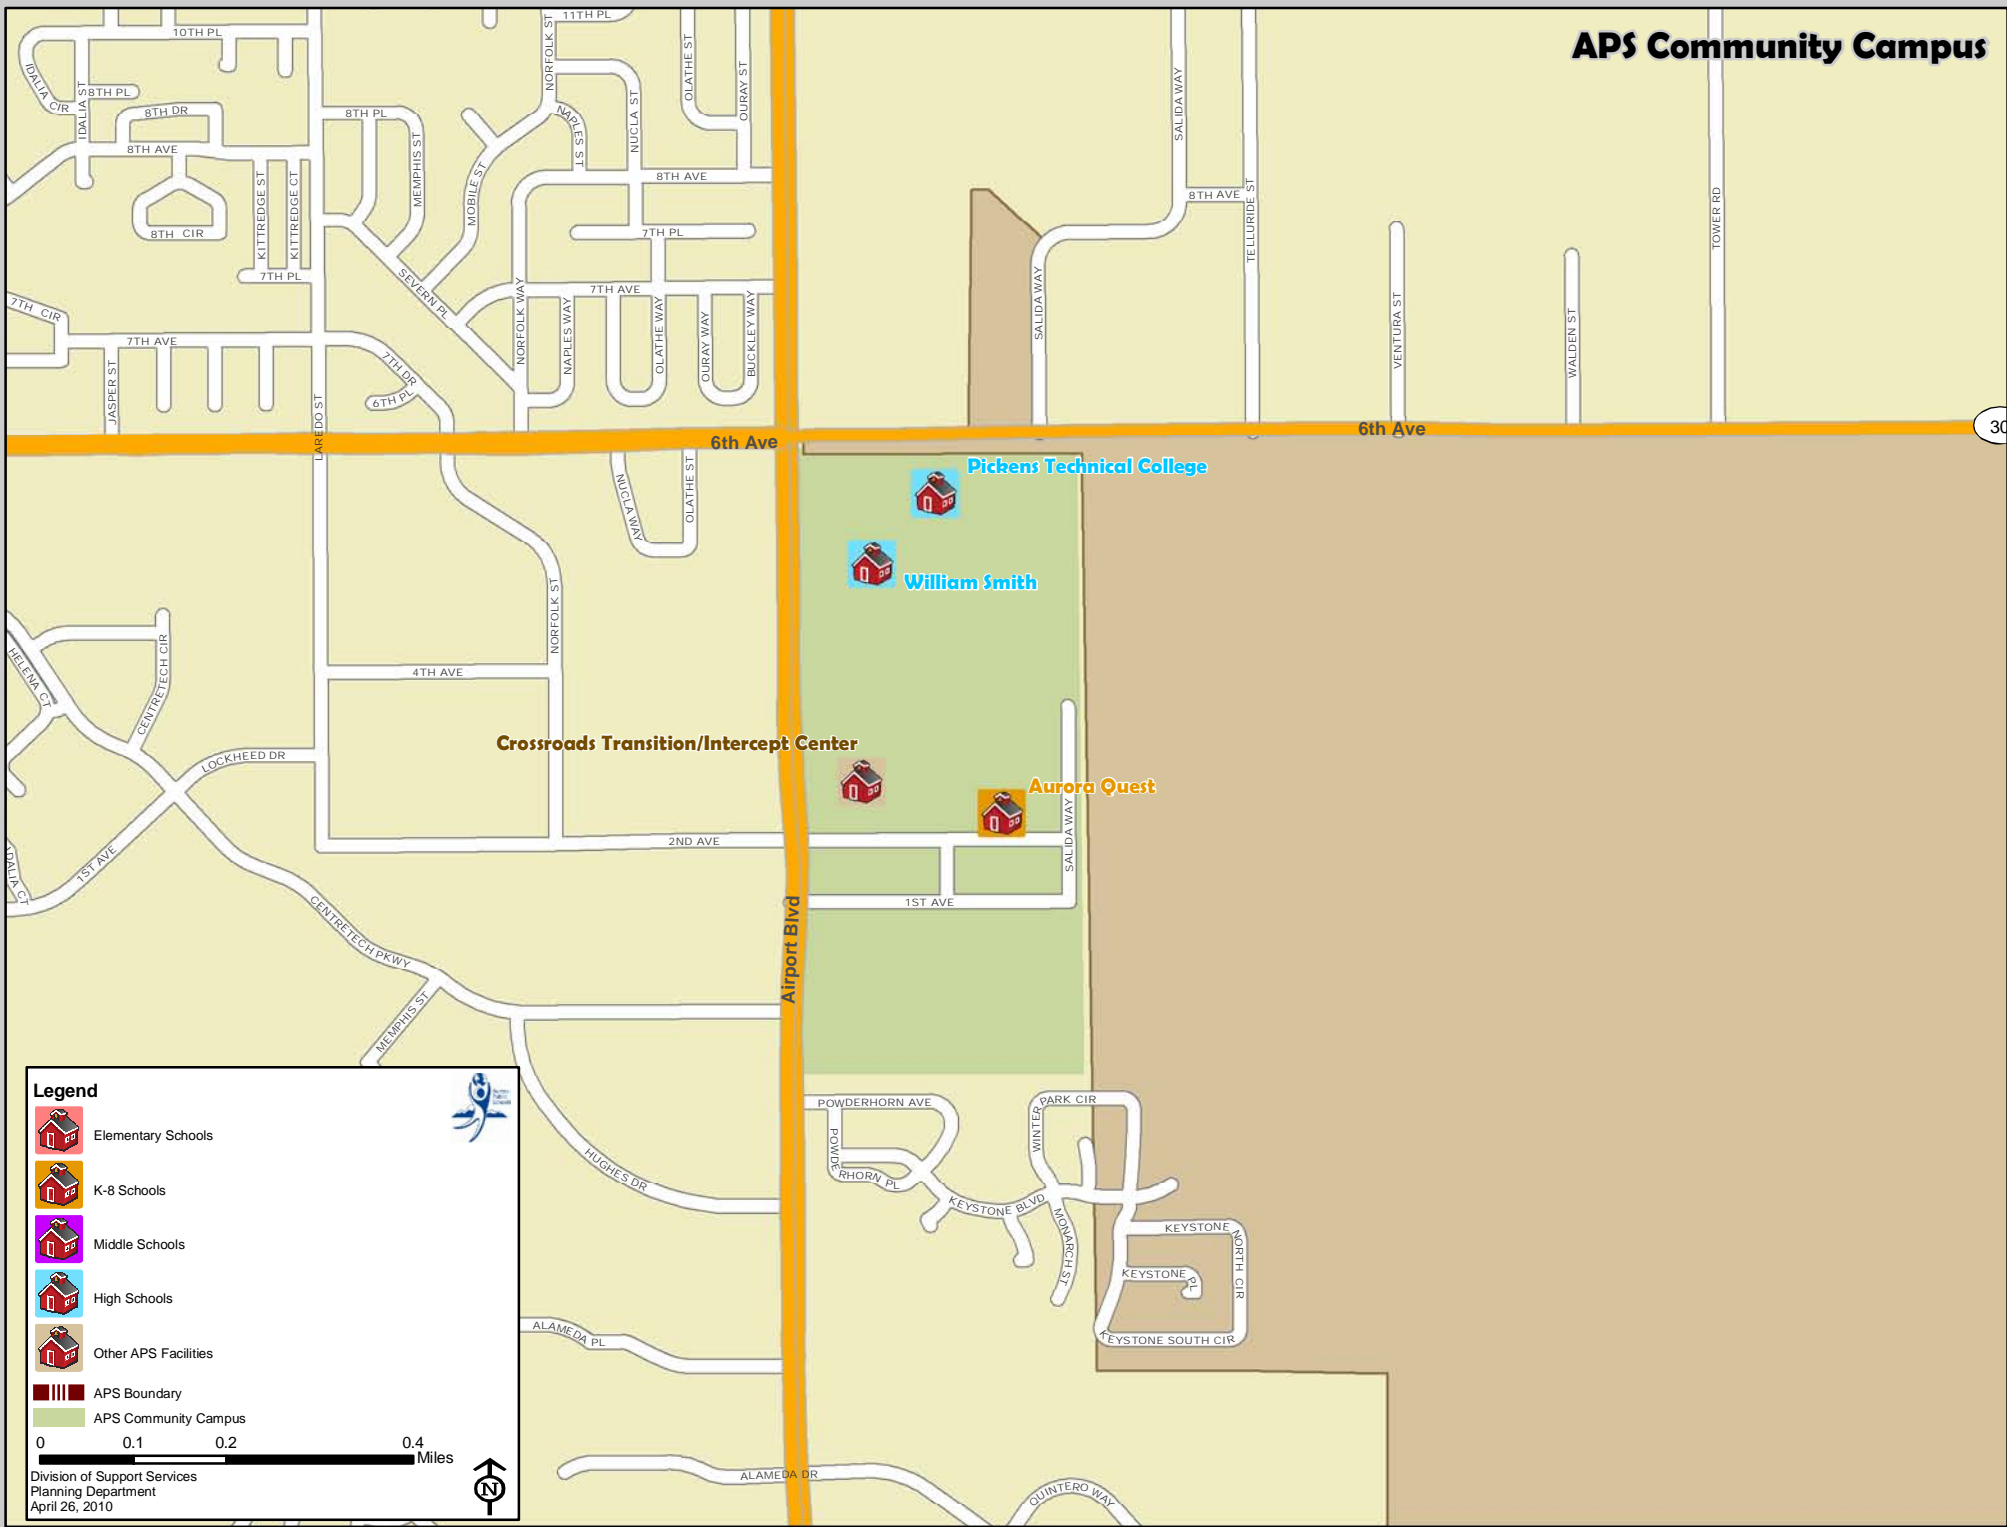 APS Community Campus
11TH PL
10TH PL
IDALIA CIR
IDALIA ST
8TH PL
8TH DR
8TH AVE
8TH CIR
KITTREDGE ST
KITTREDGE CT
7TH PL
8TH PL
MEMPHIS ST
MOBILE ST
NORFOLK ST
NAPLES ST
NUCLA ST
OLATHE ST
OURAY ST
8TH AVE
7TH PL
SEVERN PL
7TH AVE
NORFOLK WAY
NAPLES WAY
OLATHE WAY
OURAY WAY
BUCKLEY WAY
7TH CIR
7TH AVE
JASPER ST
7TH DR
6TH PL
LAREDO ST
SALIDA WAY
8TH AVE
TELLURIDE ST
SALIDA WAY
VENTURA ST
WALDEN ST
TOWER RD
6th Ave
6th Ave
30
Pickens Technical College
William Smith
NUCLA WAY
OLATHE ST
NORFOLK ST
4TH AVE
HELENA CT
CENTRETECH CIR
LOCKHEED DR
Crossroads Transition/Intercept Center
Aurora Quest
SALIDA WAY
2ND AVE
1ST AVE
1ST AVE
Airport Blvd
CENTRETECH PKWY
MEMPHIS ST
HUGHES DR
POWDERHORN AVE
POWDERHORN PL
WINTER PARK CIR
KEYSTONE BLVD
MONARCH ST
KEYSTONE NORTH CIR
KEYSTONE PL
KEYSTONE SOUTH CIR
ALAMEDA PL
ALAMEDA DR
QUINTERO WAY
Legend
Elementary Schools
K-8 Schools
Middle Schools
High Schools
Other APS Facilities
APS Boundary
APS Community Campus
0 0.1 0.2 0.4
Miles
Division of Support Services
Planning Department
April 26, 2010
N